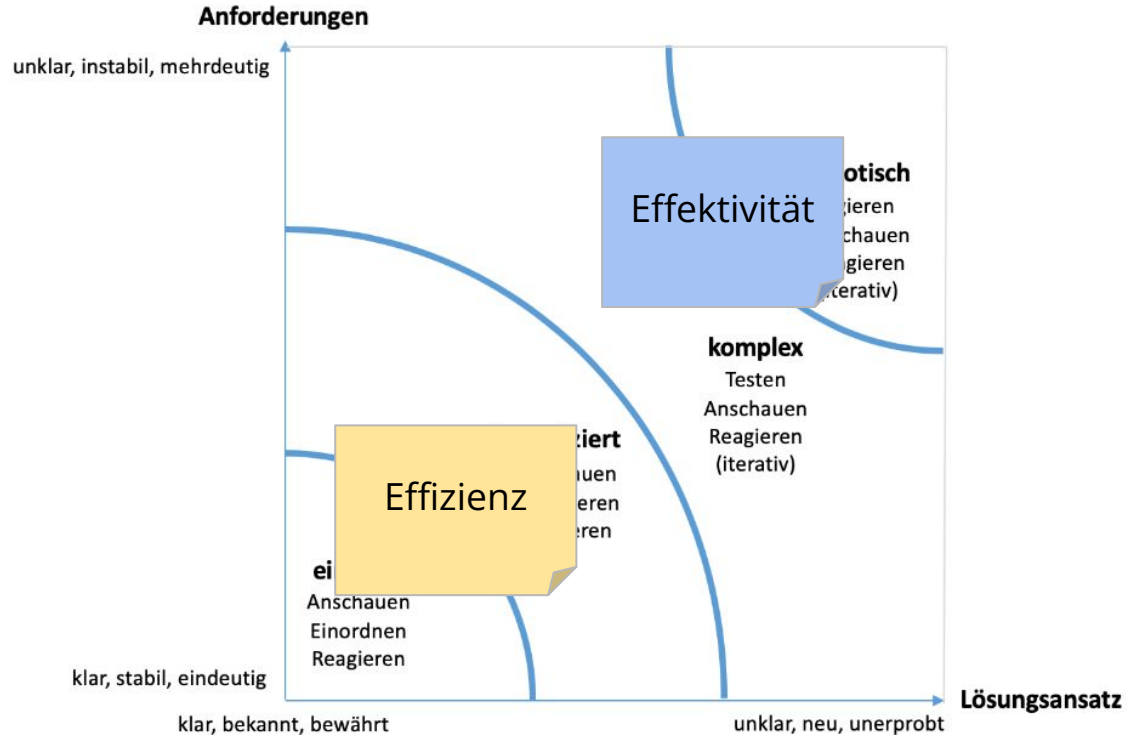 Anforderungen
unklar, instabil, mehrdeutig
Effektivität
komplex
Testen
Anschauen
Reagieren
(iterativ)
Effizienz
Anschauen
Einordnen
Reagieren
klar, stabil, eindeutig
Lösungsansatz
klar, bekannt, bewährt
unklar, neu, unerprobt